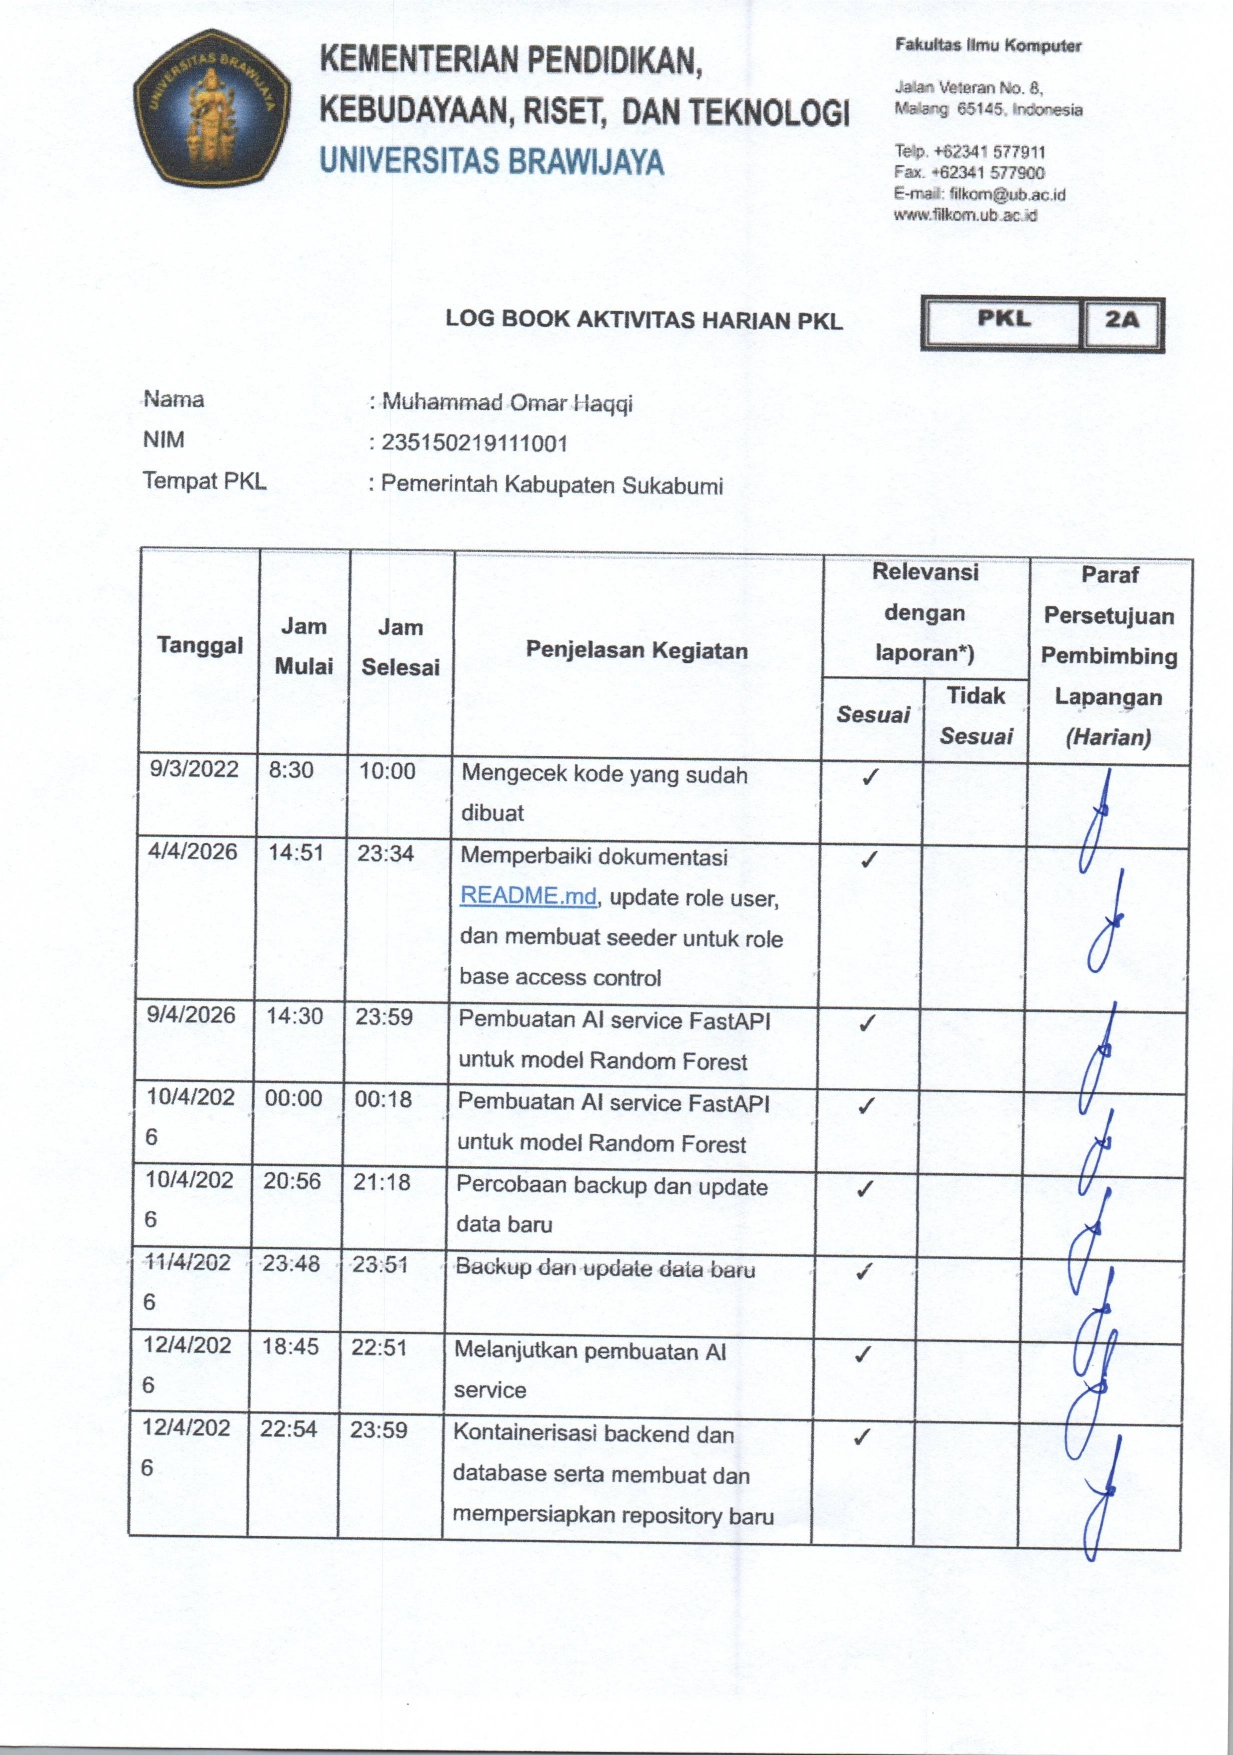 UNIVERSITAS BRAWIJAYA
KEMENTERIAN PENDIDIKAN,
KEBUDAYAAN, RISET, DAN TEKNOLOGI
UNIVERSITAS BRAWIJAYA
Fakultas Ilmu Komputer
Jalan Veteran No. 8,
Malang 65145, Indonesia
Telp. +62341 577911
Fax. +62341 577900
E-mail: filkom@ub.ac.id
www.filkom.ub.ac.id
LOG BOOK AKTIVITAS HARIAN PKL
PKL 2A
Nama : Muhammad Omar Haqqi
NIM : 235150219111001
Tempat PKL : Pemerintah Kabupaten Sukabumi
Tanggal
Jam
Mulai
Jam
Selesai
Penjelasan Kegiatan
Relevansi
dengan
laporan*)
Sesuai
Tidak
Sesuai
Paraf
Persetujuan
Pembimbing
Lapangan
(Harian)
9/3/2022 8:30 10:00 Mengecek kode yang sudah ✓
dibuat
4/4/2026 14:51 23:34 Memperbaiki dokumentasi ✓
README.md, update role user,
dan membuat seeder untuk role
base access control
9/4/2026 14:30 23:59 Pembuatan AI service FastAPI ✓
untuk model Random Forest
10/4/202 00:00 00:18 Pembuatan AI service FastAPI ✓
6 untuk model Random Forest
10/4/202 20:56 21:18 Percobaan backup dan update ✓
6 data baru
11/4/202 23:48 23:51 Backup dan update data baru ✓
6
12/4/202 18:45 22:51 Melanjutkan pembuatan AI ✓
6 service
12/4/202 22:54 23:59 Kontainerisasi backend dan ✓
6 database serta membuat dan
mempersiapkan repository baru